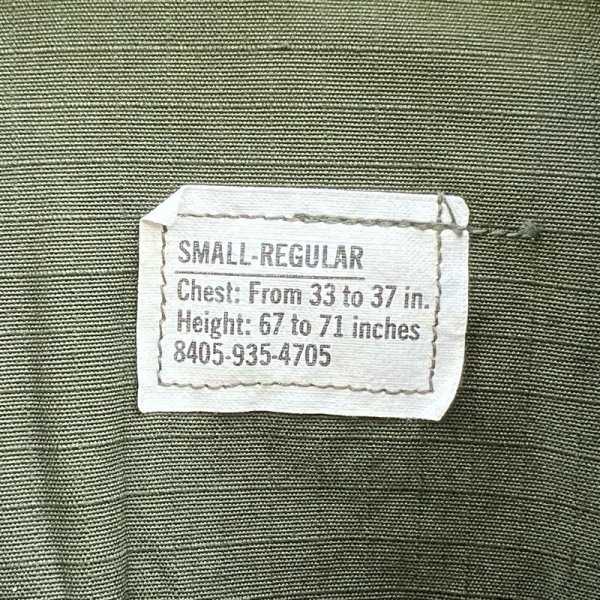 SMALL-REGULAR
Chest: From 33 to 37 in.
Height: 67 to 71 inches
8405-935-4705